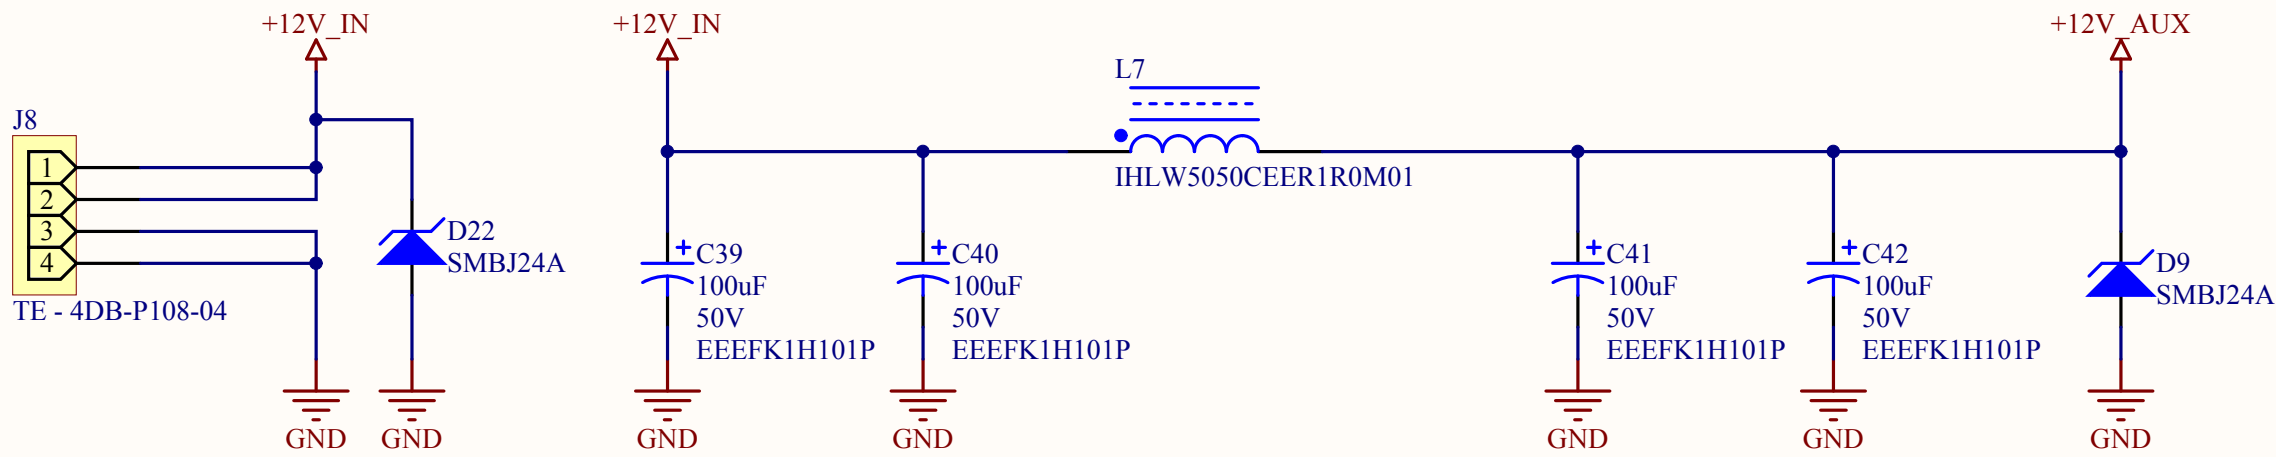 +12V_IN
J8
1
2
3
4
TE - 4DB-P108-04
D22
SMBJ24A
GND
GND
+12V_IN
C39
100uF
50V
EEEFK1H101P
GND
C40
100uF
50V
EEEFK1H101P
GND
L7
IHLW5050CEER1R0M01
C41
100uF
50V
EEEFK1H101P
GND
C42
100uF
50V
EEEFK1H101P
GND
+12V_AUX
D9
SMBJ24A
GND